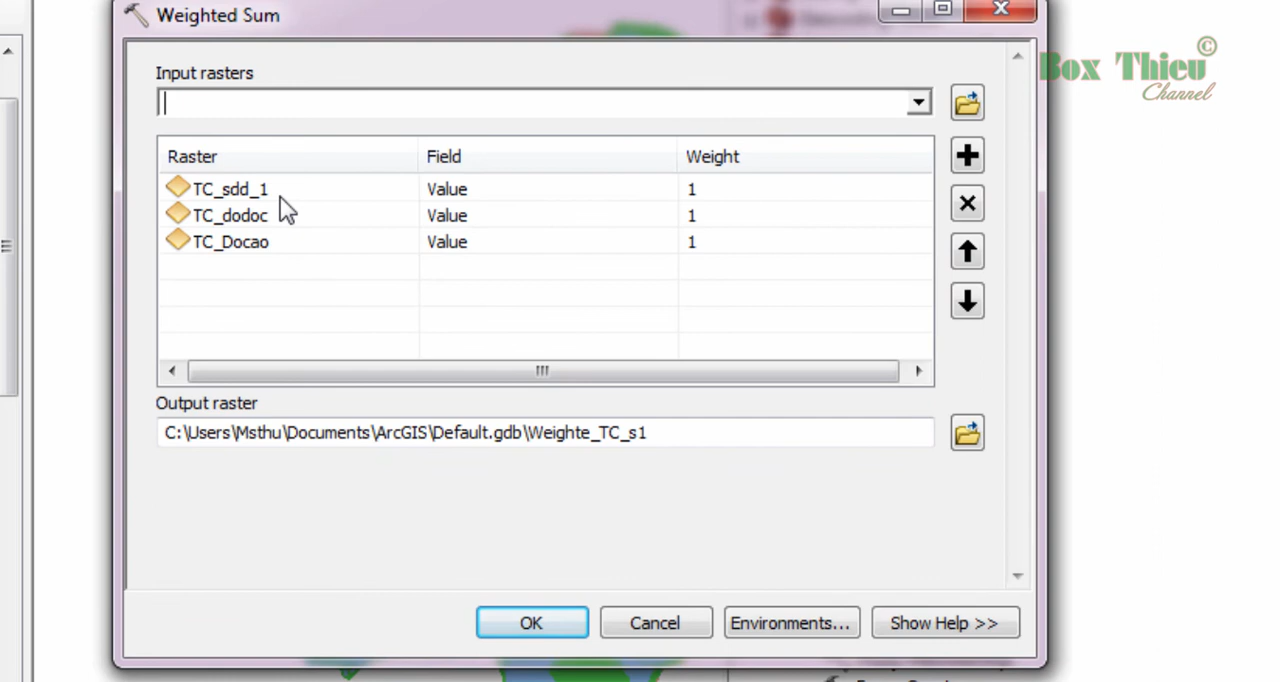 Weighted Sum
©
Box Thieu
Channel
Input rasters
Raster Field Weight
TC_sdd_1 Value 1
TC_dodoc Value 1
TC_Docao Value 1
Output raster
C:\Users\Msthu\Documents\ArcGIS\Default.gdb\Weighte_TC_s1
OK Cancel Environments... Show Help >>